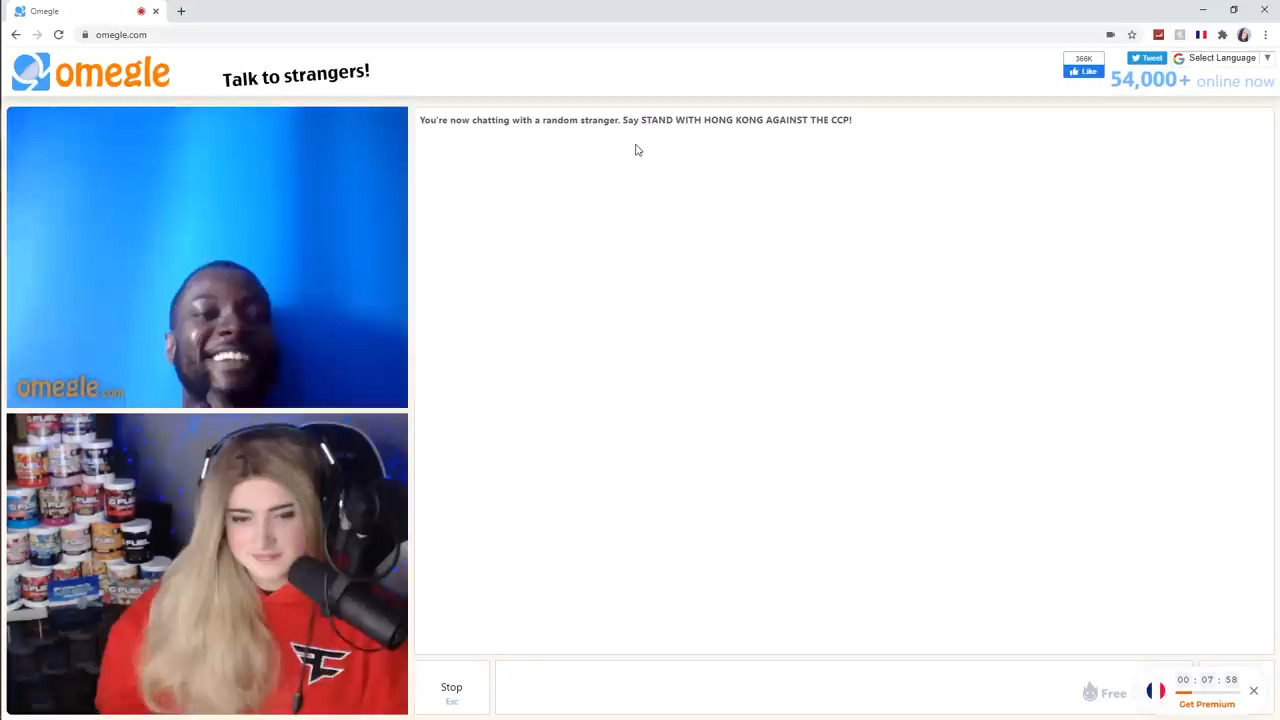 Omegle
omegle.com
omegle
Talk to strangers!
366K
Like
Tweet
Select Language
54,000+ online now
You're now chatting with a random stranger. Say STAND WITH HONG KONG AGAINST THE CCP!
omegle.com
G FUEL
G FUEL
G FUEL
Stop
Esc
Free
00 : 07 : 58
Get Premium